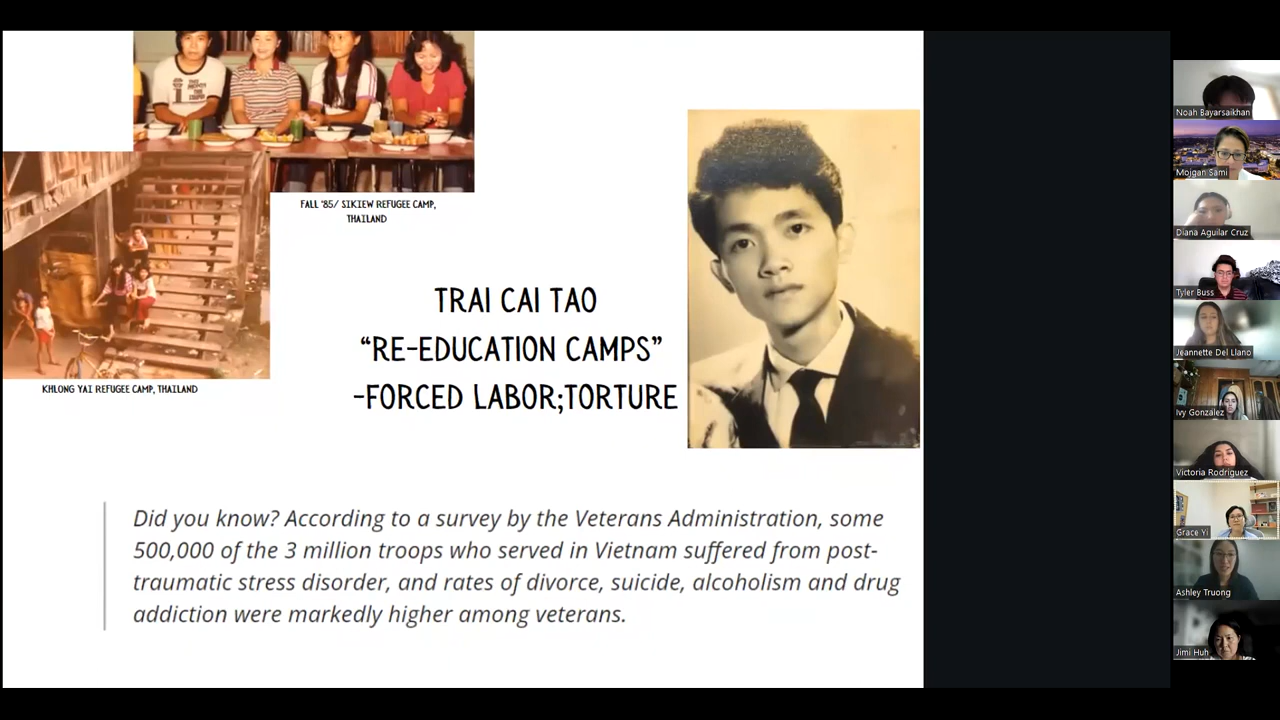 FALL '85/ SIKIEW REFUGEE CAMP,
THAILAND
KHLONG YAI REFUGEE CAMP, THAILAND
TRAI CAI TAO
“RE-EDUCATION CAMPS”
-FORCED LABOR;TORTURE
Did you know? According to a survey by the Veterans Administration, some
500,000 of the 3 million troops who served in Vietnam suffered from post-
traumatic stress disorder, and rates of divorce, suicide, alcoholism and drug
addiction were markedly higher among veterans.
Noah Bayarsaikhan
Mojgan Sami
Diana Aguilar Cruz
Tyler Buss
Jeannette Del Llano
Ivy Gonzalez
Victoria Rodriguez
Grace Yi
Ashley Truong
Jimi Huh